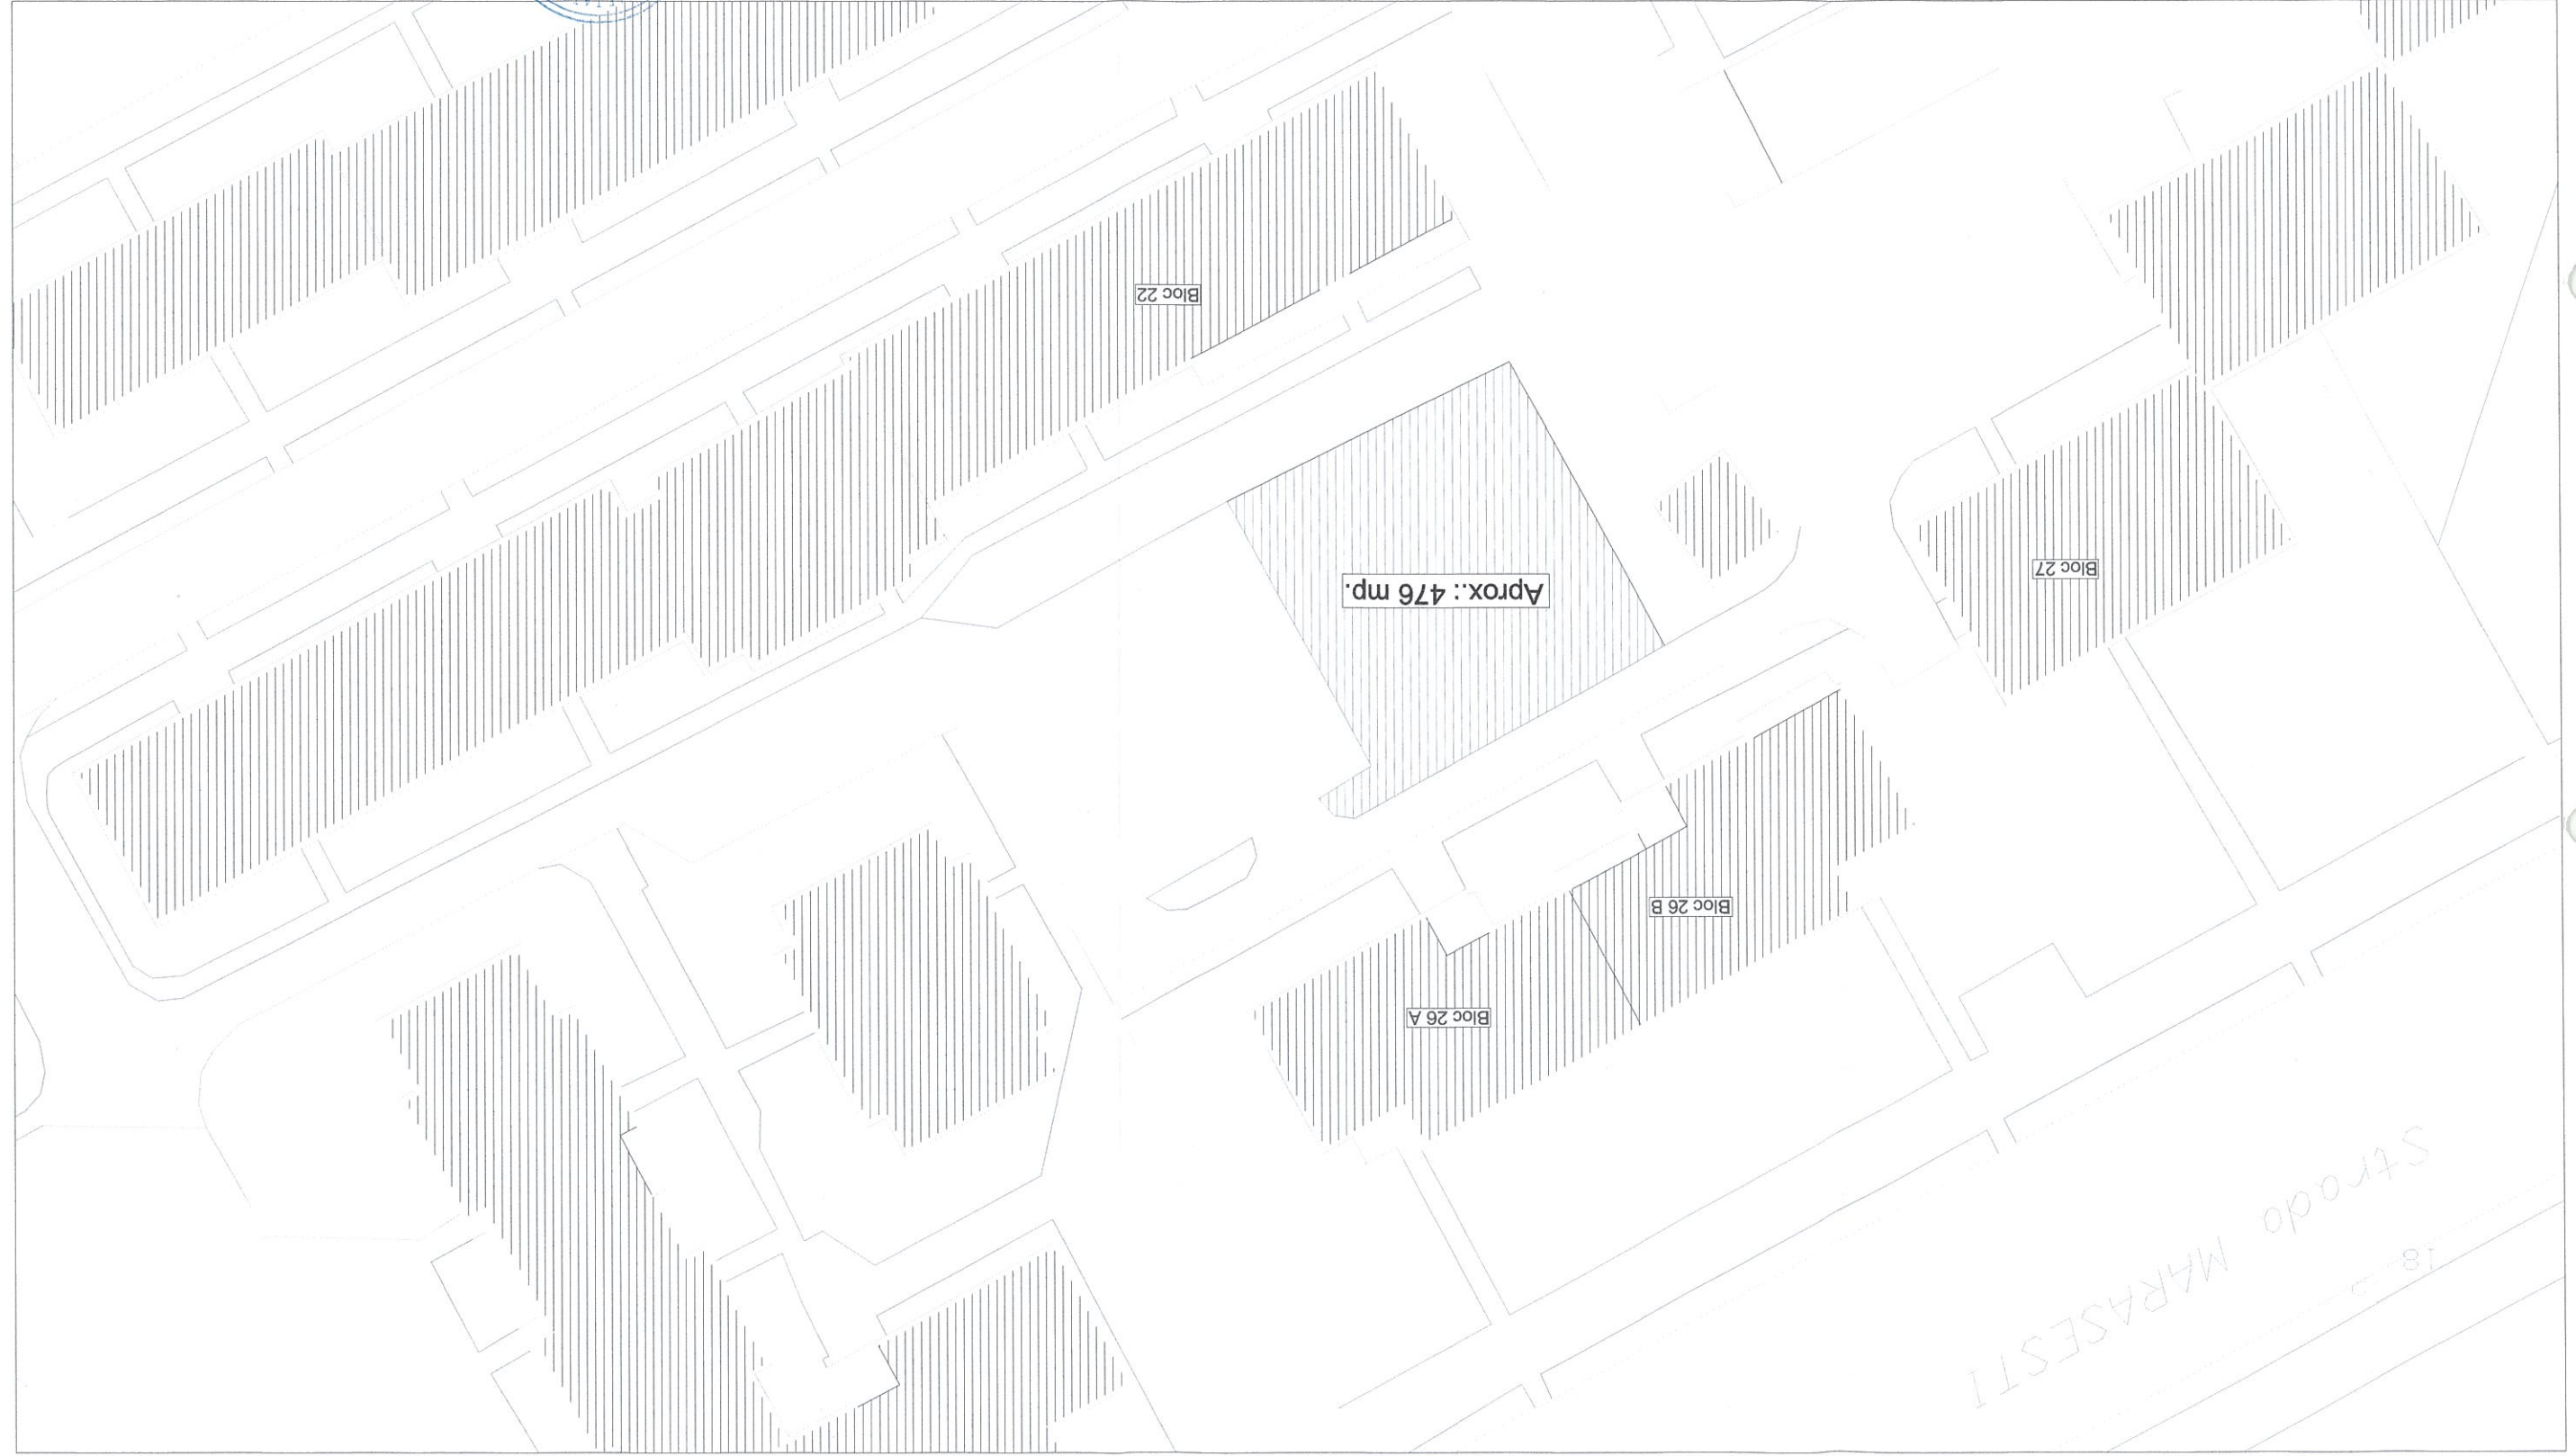 Strada MARASESTI
Bloc 26 A
Bloc 26 B
Bloc 27
Aprox.: 476 mp.
Bloc 22